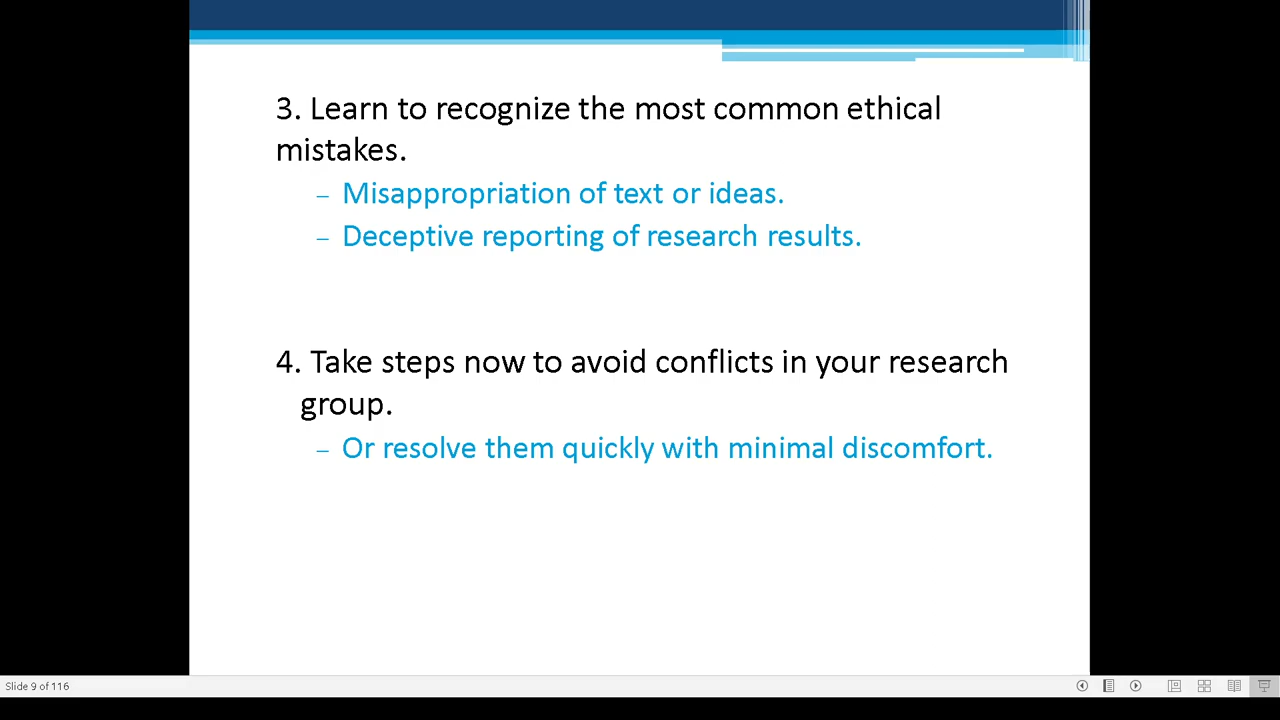 3. Learn to recognize the most common ethical
mistakes.
– Misappropriation of text or ideas.
– Deceptive reporting of research results.
4. Take steps now to avoid conflicts in your research
group.
– Or resolve them quickly with minimal discomfort.
Slide 9 of 116